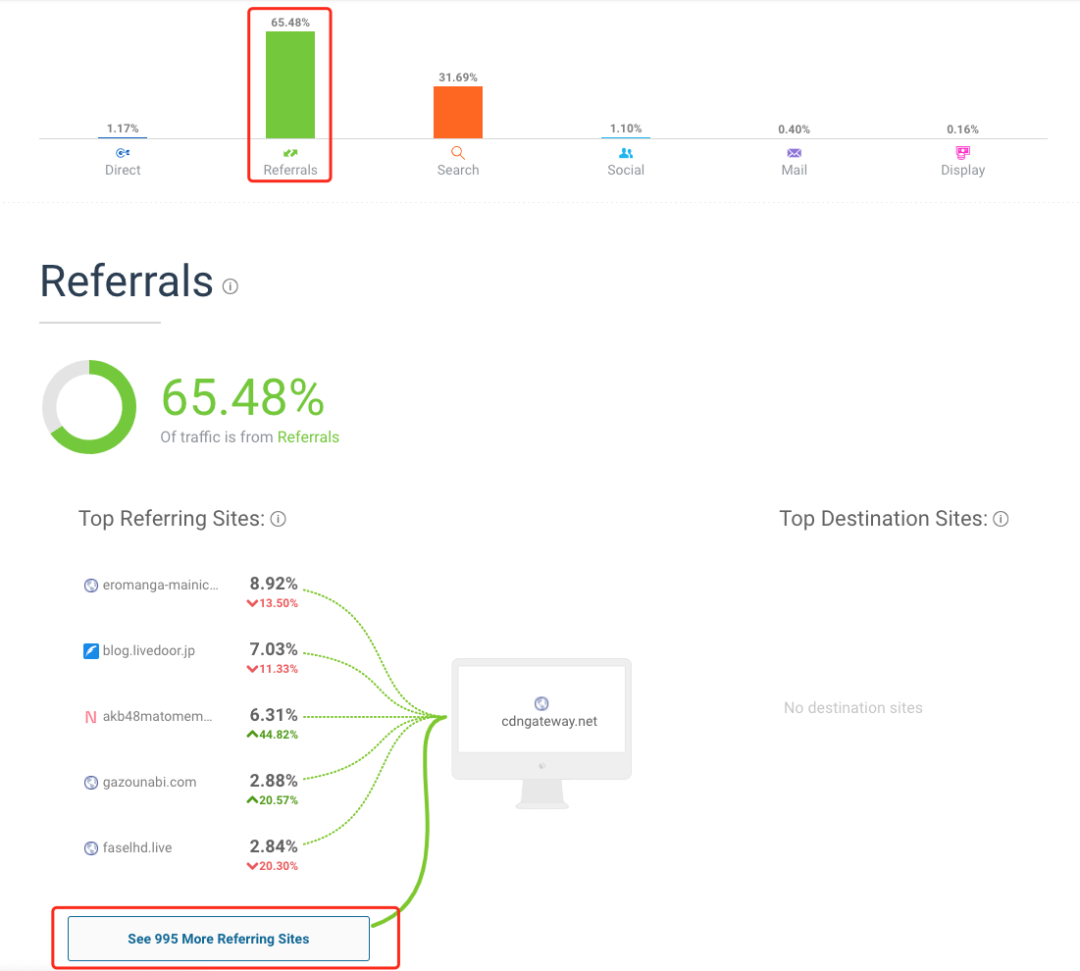 65.48%
31.69%
1.17%
1.10%
0.40%
0.16%
Direct
Referrals
Search
Social
Mail
Display
Referrals
65.48%
Of traffic is from Referrals
Top Referring Sites:
Top Destination Sites:
eromanga-mainic... 8.92%
13.50%
blog.livedoor.jp 7.03%
11.33%
N akb48matomem... 6.31%
44.82%
cdngateway.net
No destination sites
gazounabi.com 2.88%
20.57%
faselhd.live 2.84%
20.30%
See 995 More Referring Sites